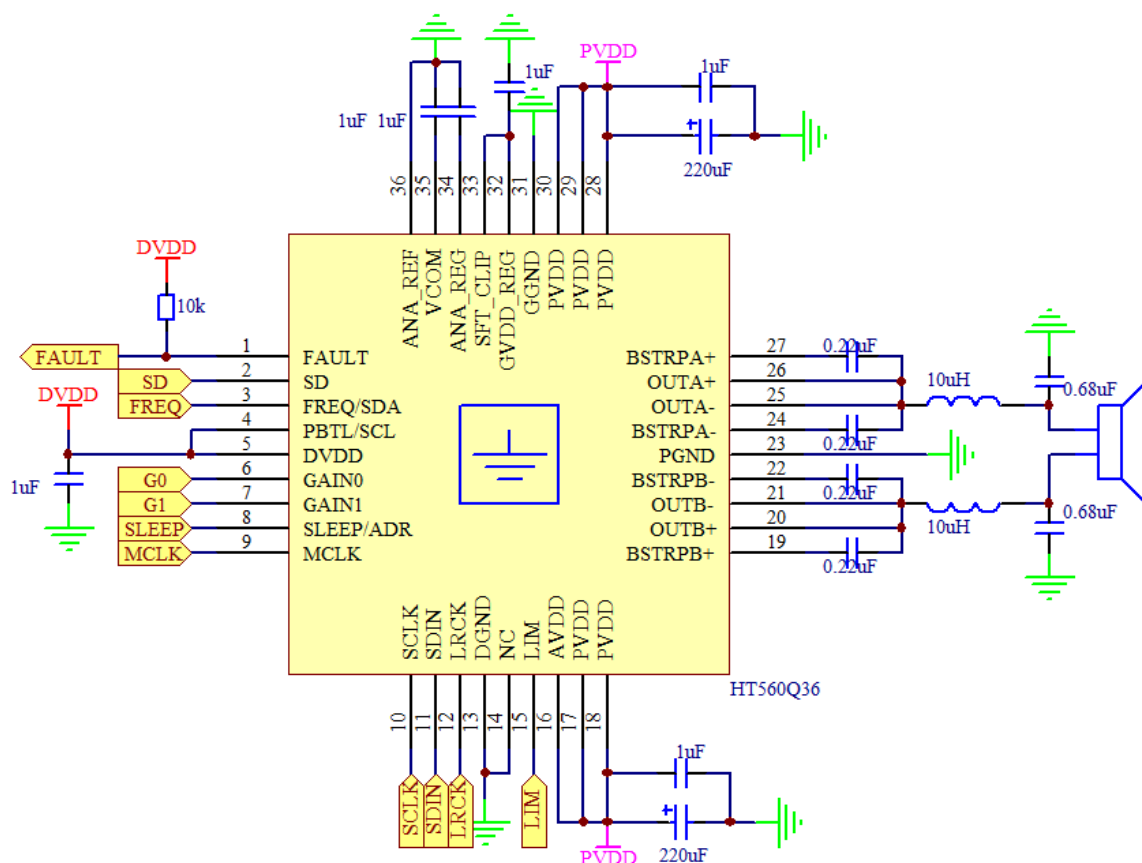 PVDD
1uF
1uF
1uF
1uF 1uF
220uF
36
35
34
33
32
31
30
29
28
ANA_REF
VCOM
ANA_REG
SFT_CLIP
GVDD_REG
GGND
PVDD
PVDD
PVDD
DVDD
10k
FAULT
1
FAULT
SD
2
SD
FREQ
3
FREQ/SDA
DVDD
4
PBTL/SCL
5
DVDD
1uF
G0
6
GAIN0
G1
7
GAIN1
SLEEP
8
SLEEP/ADR
MCLK
9
MCLK
BSTRPA+
27
0.22uF
OUTA+
26
OUTA-
25
10uH
0.68uF
BSTRPA-
24
0.22uF
PGND
23
BSTRPB-
22
0.22uF
OUTB-
21
10uH
0.68uF
OUTB+
20
BSTRPB+
19
0.22uF
SCLK
SDIN
LRCK
DGND
NC
LIM
AVDD
PVDD
PVDD
HT560Q36
10
11
12
13
14
15
16
17
18
SCLK
SDIN
LRCK
LIM
1uF
220uF
PVDD